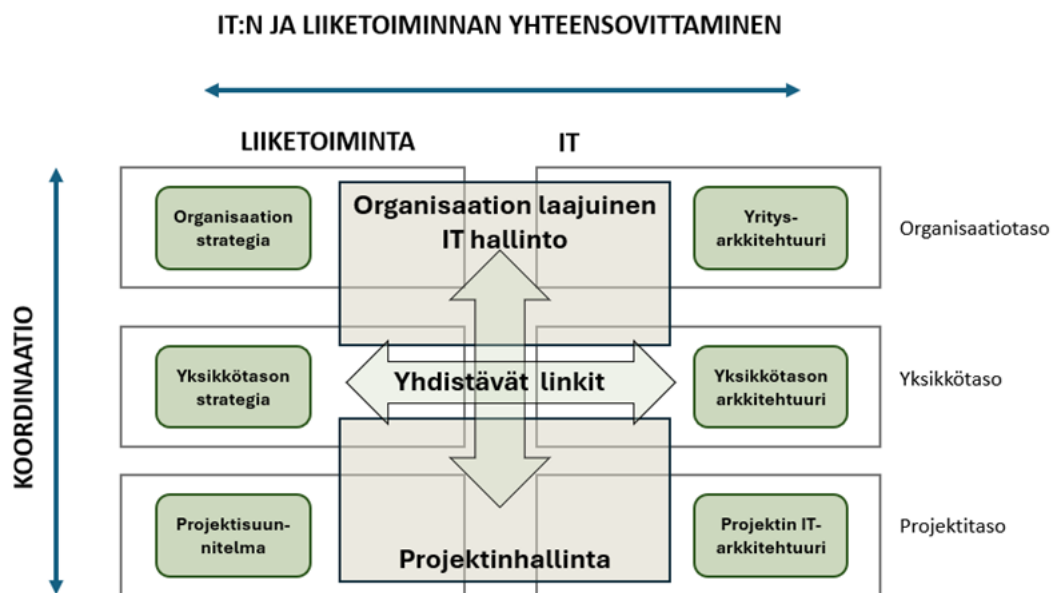 IT:N JA LIIKETOIMINNAN YHTEENSOVITTAMINEN
LIIKETOIMINTA
IT
KOORDINAATIO
Organisaation
strategia
Organisaation laajuinen
IT hallinto
Yritys-
arkkitehtuuri
Organisaatiotaso
Yksikkötason
strategia
Yhdistävät linkit
Yksikkötason
arkkitehtuuri
Yksikkötaso
Projektisuun-
nitelma
Projektinhallinta
Projektin IT-
arkkitehtuuri
Projektitaso